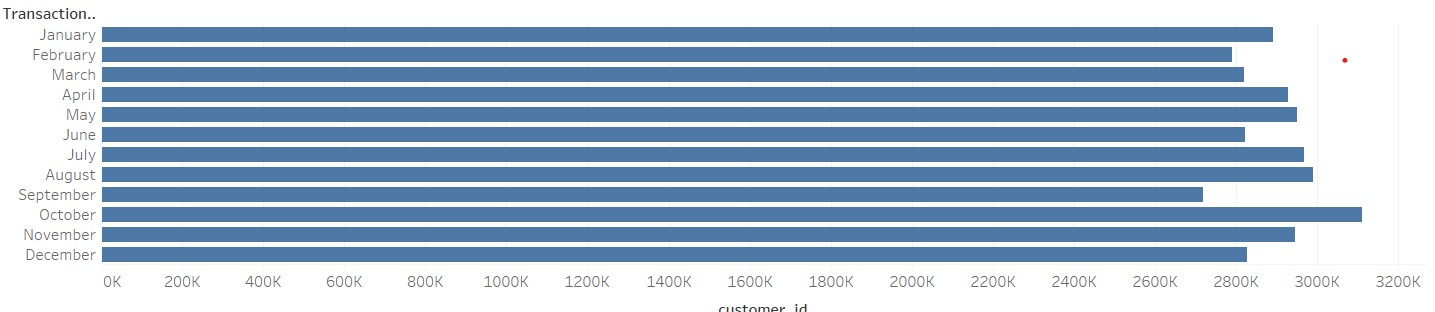 Transaction..
January
February
March
April
May
June
July
August
September
October
November
December
0K 200K 400K 600K 800K 1000K 1200K 1400K 1600K 1800K 2000K 2200K 2400K 2600K 2800K 3000K 3200K
customer_id